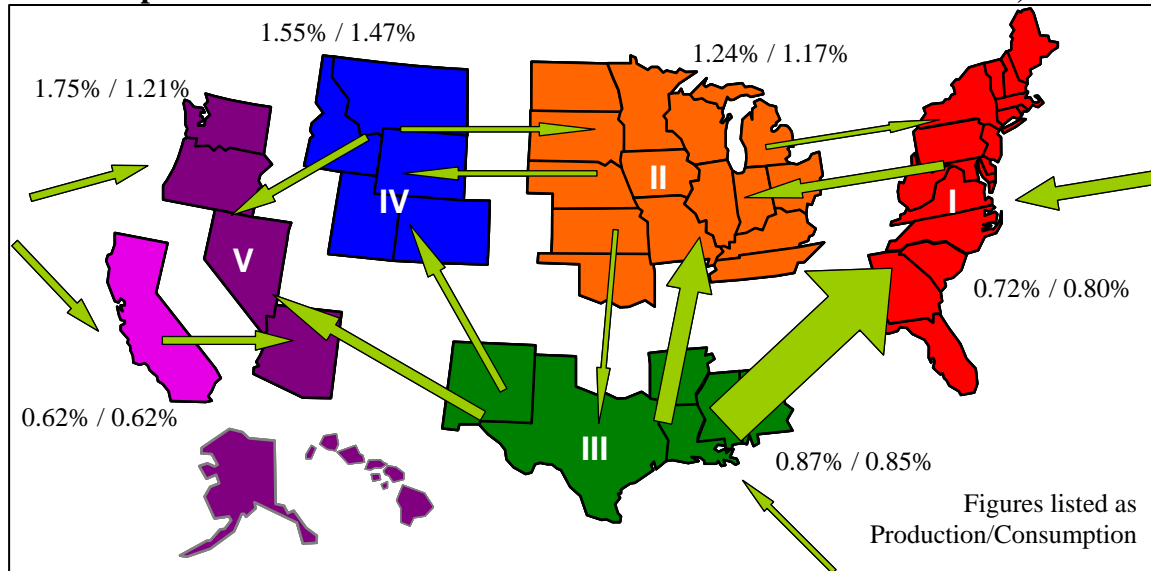 1.55% / 1.47%
1.24% / 1.17%
1.75% / 1.21%
II
I
IV
V
0.72% / 0.80%
0.62% / 0.62%
III
0.87% / 0.85%
Figures listed as
Production/Consumption